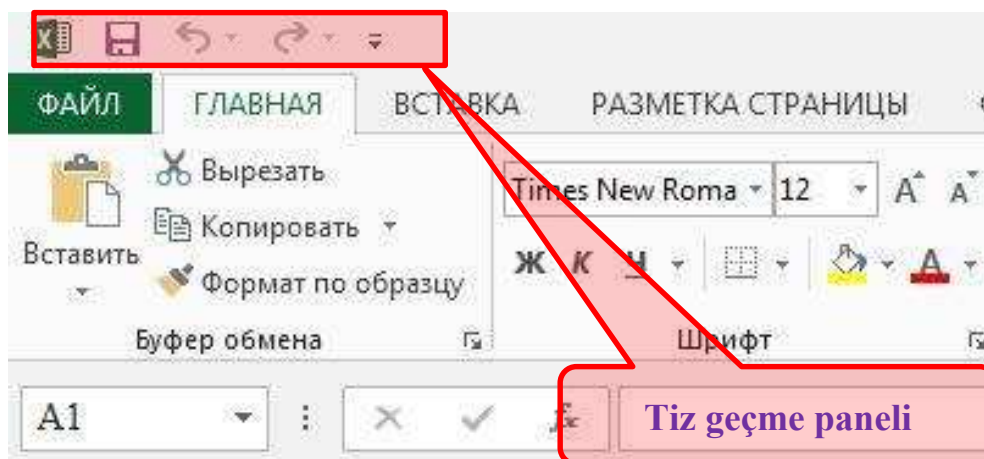 ФАЙЛ ГЛАВНАЯ ВСТАВКА РАЗМЕТКА СТРАНИЦЫ
Вырезать
Times New Roma 12 A A
Копировать
Вставить
Ж К Ч А
Формат по образцу
Буфер обмена Шрифт
A1 fx
Tiz geçme paneli